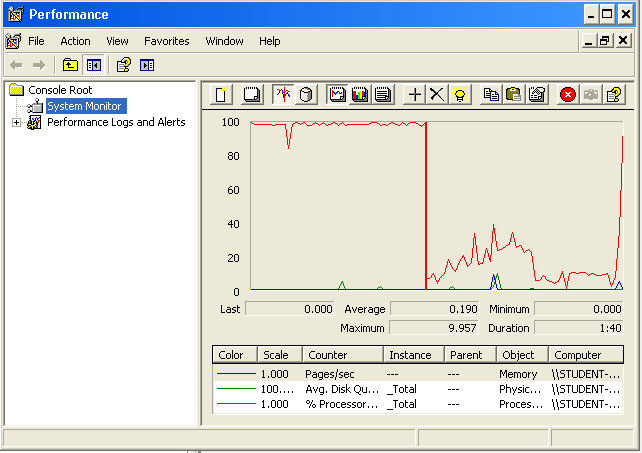 Performance
File Action View Favorites Window Help
Console Root
System Monitor
Performance Logs and Alerts
100
80
60
40
20
0
Last 0.000 Average 0.190 Minimum 0.000
Maximum 9.957 Duration 1:40
Color Scale Counter Instance Parent Object Computer
1.000 Pages/sec --- --- Memory \\STUDENT-...
100.... Avg. Disk Qu... _Total --- Physic... \\STUDENT-...
1.000 % Processor... _Total --- Proces... \\STUDENT-...